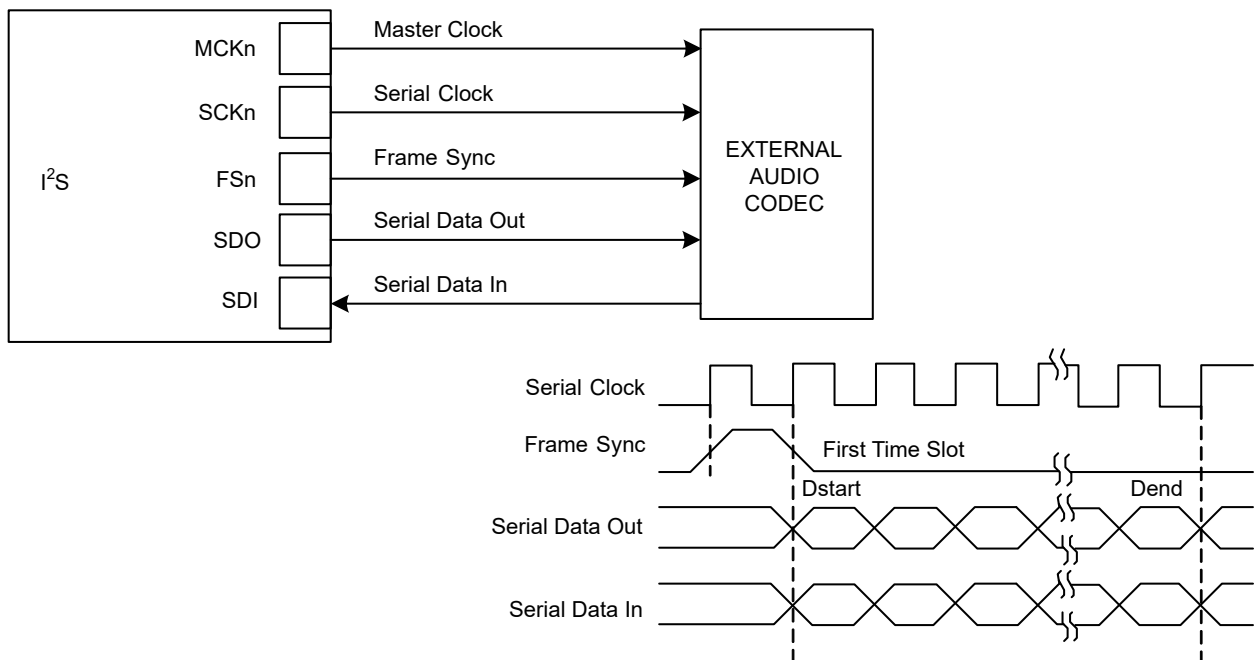 MCKn
Master Clock
SCKn
Serial Clock
FSn
Frame Sync
SDO
Serial Data Out
SDI
Serial Data In
I²S
EXTERNAL
AUDIO
CODEC
Serial Clock
Frame Sync
First Time Slot
Dstart
Dend
Serial Data Out
Serial Data In